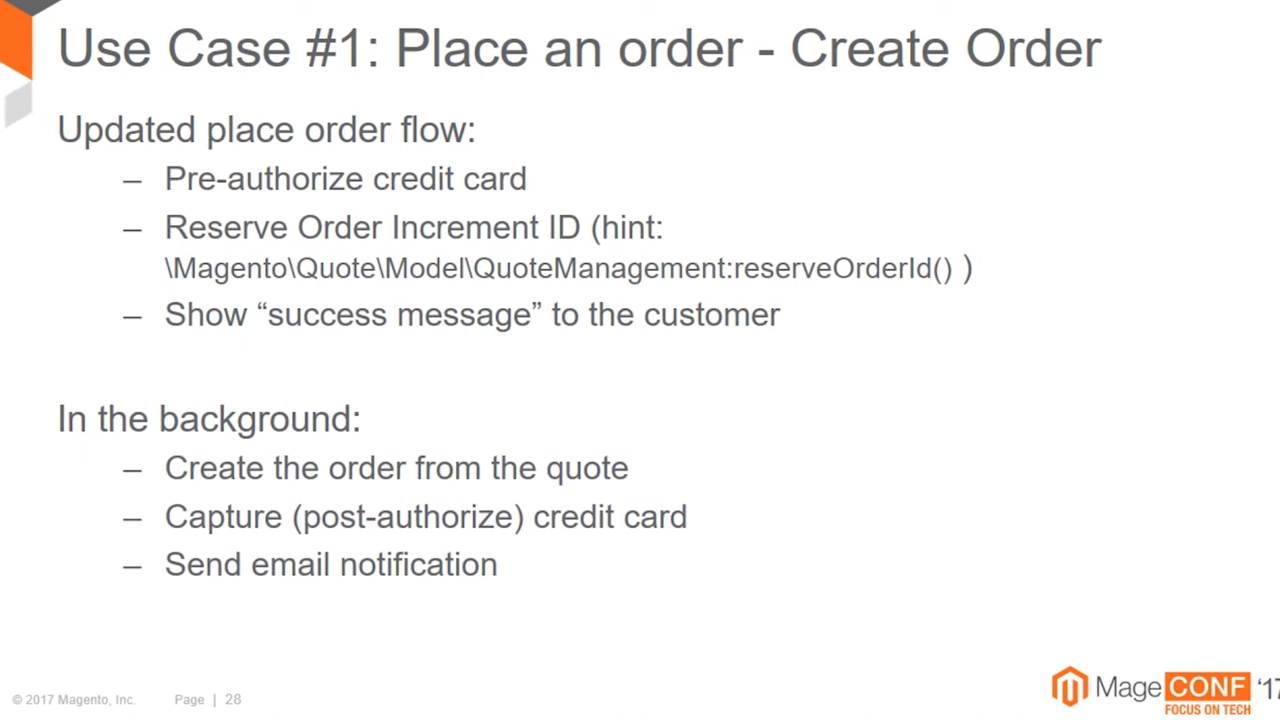 Use Case #1: Place an order - Create Order
Updated place order flow:
– Pre-authorize credit card
– Reserve Order Increment ID (hint:
\Magento\Quote\Model\QuoteManagement:reserveOrderId() )
– Show “success message” to the customer
In the background:
– Create the order from the quote
– Capture (post-authorize) credit card
– Send email notification
© 2017 Magento, Inc. Page | 28
MageCONF ‘17
FOCUS ON TECH